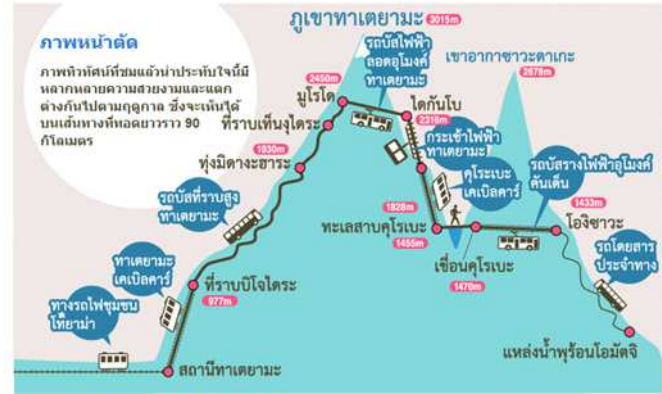 ภาพหน้าตัด
ภาพทิวทัศน์ที่ชมแล้วน่าประทับใจนี้มี
หลากหลายความสวยงามและแตก
ต่างกันไปตามฤดูกาล ซึ่งจะเห็นได้
บนเส้นทางที่ทอดยาวราว 90
กิโลเมตร
ภูเขาทาเตยามะ
3015m
รถบัสไฟฟ้า
ลอดอุโมงค์
ทาเตยามะ
เขาอากาซาวะดาเกะ
2678m
2450m
มูโรโด
ไดกันโบ
2316m
ที่ราบเท็นงุไดระ
กระเช้าไฟฟ้า
ทาเตยามะ
1930m
ทุ่งมิดางะฮาระ
คุโรเบะ
เคเบิลคาร์
รถบัสรางไฟฟ้าอุโมงค์
คันเด็น
รถบัสที่ราบสูง
ทาเตยามะ
1828m
1433m
ทะเลสาบคุโรเบะ
1455m
โองิซาวะ
เขื่อนคุโรเบะ
1470m
รถโดยสาร
ประจำทาง
ทาเตยามะ
เคเบิลคาร์
ที่ราบบิโจไดระ
977m
ทางรถไฟชุมชน
โทยาม่า
แหล่งน้ำพุร้อนโอมัตจิ
สถานีทาเตยามะ